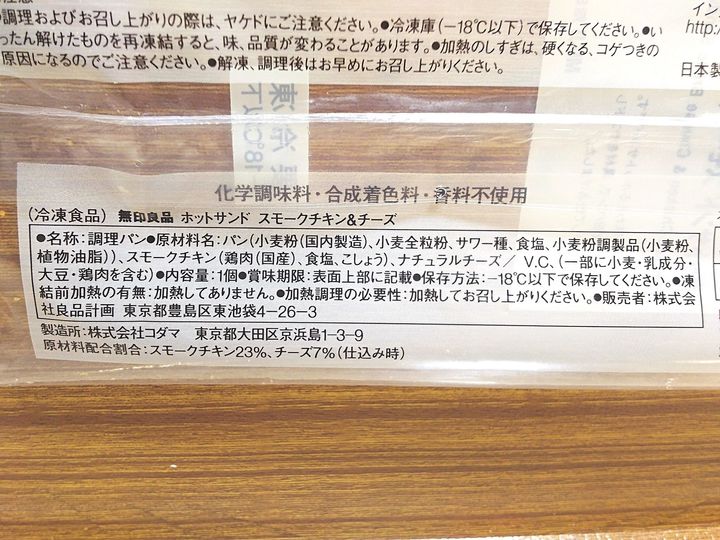 ●調理およびお召し上がりの際は、ヤケドにご注意ください。●冷凍庫(−18℃以下)で保存してください。●い
ったん解けたものを再凍結すると、味、品質が変わることがあります。●加熱のしすぎは、硬くなる、コゲつきの
原因になるのでご注意ください。●解凍、調理後はお早めにお召し上がりください。
イン
http:/
日本製
化学調味料・合成着色料・香料不使用
(冷凍食品) 無印良品 ホットサンド スモークチキン&チーズ
●名称:調理パン●原材料名:パン(小麦粉(国内製造)、小麦全粒粉、サワー種、食塩、小麦粉調製品(小麦粉、
植物油脂))、スモークチキン(鶏肉(国産)、食塩、こしょう)、ナチュラルチーズ/ V.C.、(一部に小麦・乳成分・
大豆・鶏肉を含む)●内容量:1個●賞味期限:表面上部に記載●保存方法:−18℃以下で保存してください。●凍
結前加熱の有無:加熱してありません。●加熱調理の必要性:加熱してお召し上がりください。●販売者:株式会
社良品計画 東京都豊島区東池袋4-26-3
製造所:株式会社コダマ 東京都大田区京浜島1-3-9
原材料配合割合:スモークチキン23%、チーズ7%(仕込み時)